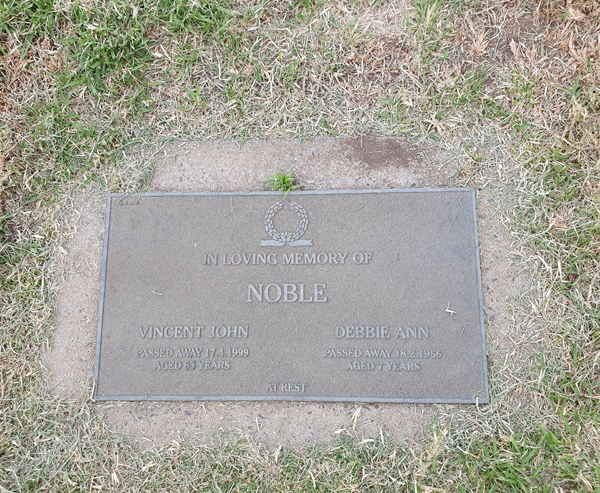 IN LOVING MEMORY OF
NOBLE
VINCENT JOHN
PASSED AWAY 17.4.1999
AGED 63 YEARS
DEBBIE ANN
PASSED AWAY 18.2.1966
AGED 7 YEARS
AT REST